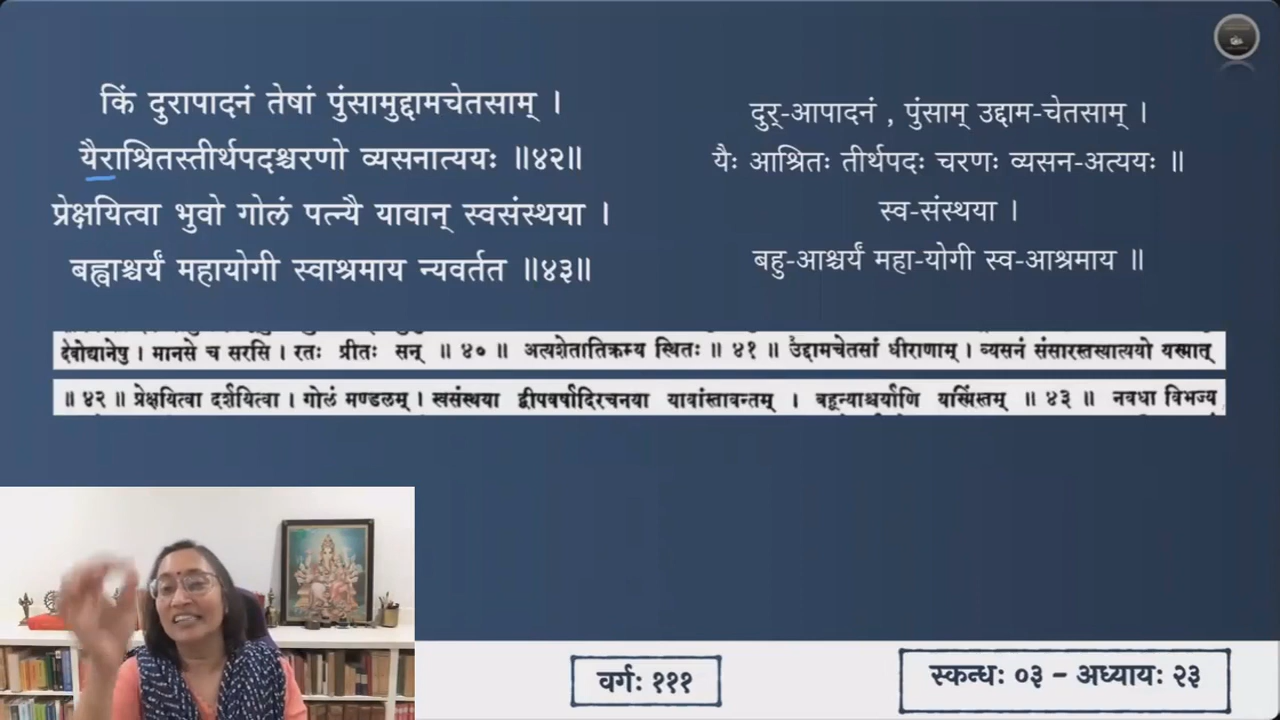 किं दुरापादनं तेषां पुंसामुद्दामचेतसाम् ।
यैराश्रितस्तीर्थपदश्चरणो व्यसनात्ययः ॥४२॥
प्रेक्षयित्वा भुवो गोलं पत्न्यै यावान् स्वसंस्थया ।
बह्वाश्चर्यं महायोगी स्वाश्रमाय न्यवर्तत ॥४३॥
दुर्-आपादनं , पुंसाम् उद्दाम-चेतसाम् ।
यैः आश्रितः तीर्थपदः चरणः व्यसन-अत्ययः ॥
स्व-संस्थया ।
बहु-आश्चर्यं महा-योगी स्व-आश्रमाय ॥
देवोद्यानेषु । मानसे च सरसि । रतः प्रीतः सन् ॥ ४० ॥ अत्यशेतातिक्रम्य स्थितः ॥ ४१ ॥ उद्दामचेतसां धीराणाम् । व्यसनं संसारस्तस्यात्ययो यस्मात्
॥ ४२ ॥ प्रेक्षयित्वा दर्शयित्वा । गोलं मण्डलम् । स्वसंस्थया द्वीपवर्षादिरचनया यावांस्तावन्तम् । बहून्याश्चर्याणि यस्मिंस्तम् ॥ ४३ ॥ नवधा विभज्य
वर्गः १११
स्कन्धः ०३ - अध्यायः २३